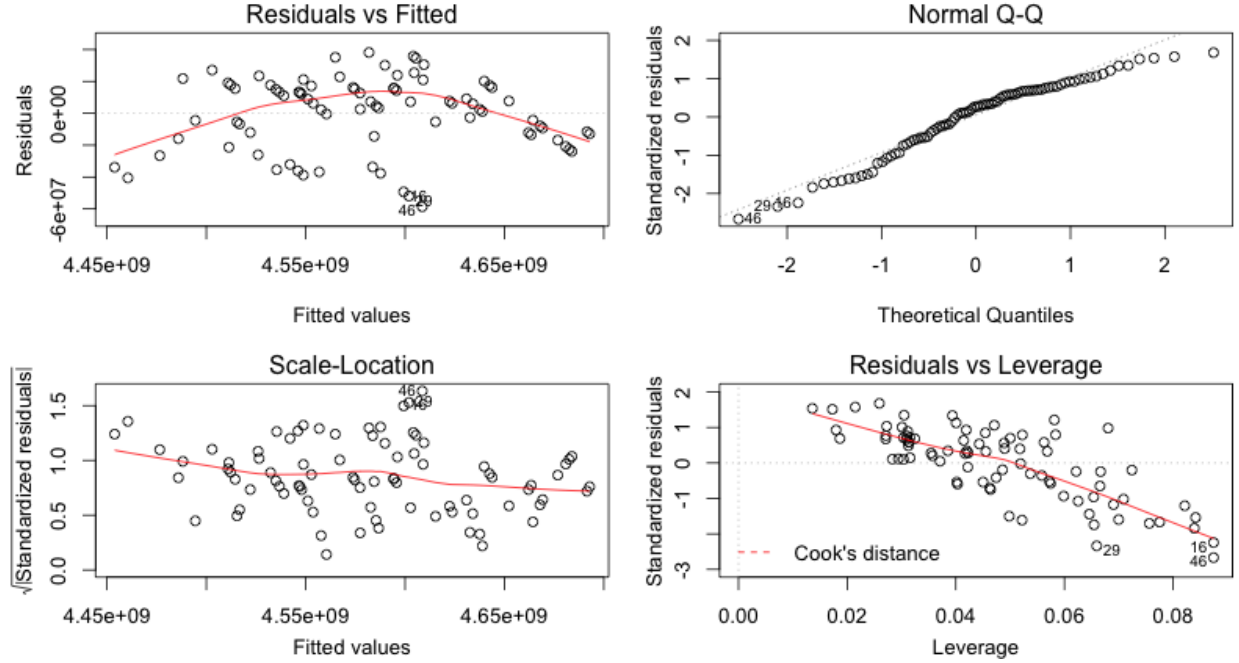 Residuals vs Fitted
Residuals
0e+00
-6e+07
16
29
46
4.45e+09 4.55e+09 4.65e+09
Fitted values
Normal Q-Q
Standardized residuals
2
1
0
-1
-2
29 16
46
-2 -1 0 1 2
Theoretical Quantiles
Scale-Location
√|Standardized residuals|
1.5
1.0
0.5
0.0
46
29
16
4.45e+09 4.55e+09 4.65e+09
Fitted values
Residuals vs Leverage
Standardized residuals
2
1
0
-1
-3
Cook's distance
29
16
46
0.00 0.02 0.04 0.06 0.08
Leverage